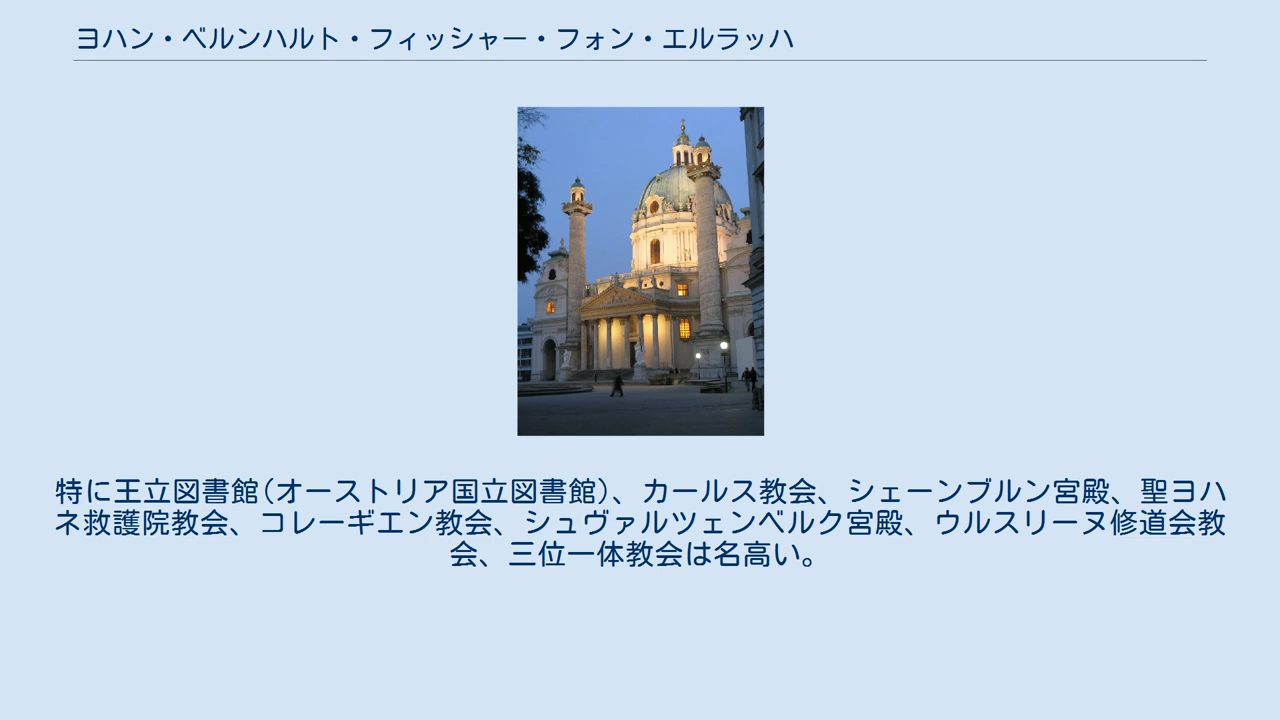 ヨハン・ベルンハルト・フィッシャー・フォン・エルラッハ
特に王立図書館(オーストリア国立図書館)、カールス教会、シェーンブルン宮殿、聖ヨハ
ネ救護院教会、コレーギエン教会、シュヴァルツェンベルク宮殿、ウルスリーヌ修道会教
会、三位一体教会は名高い。